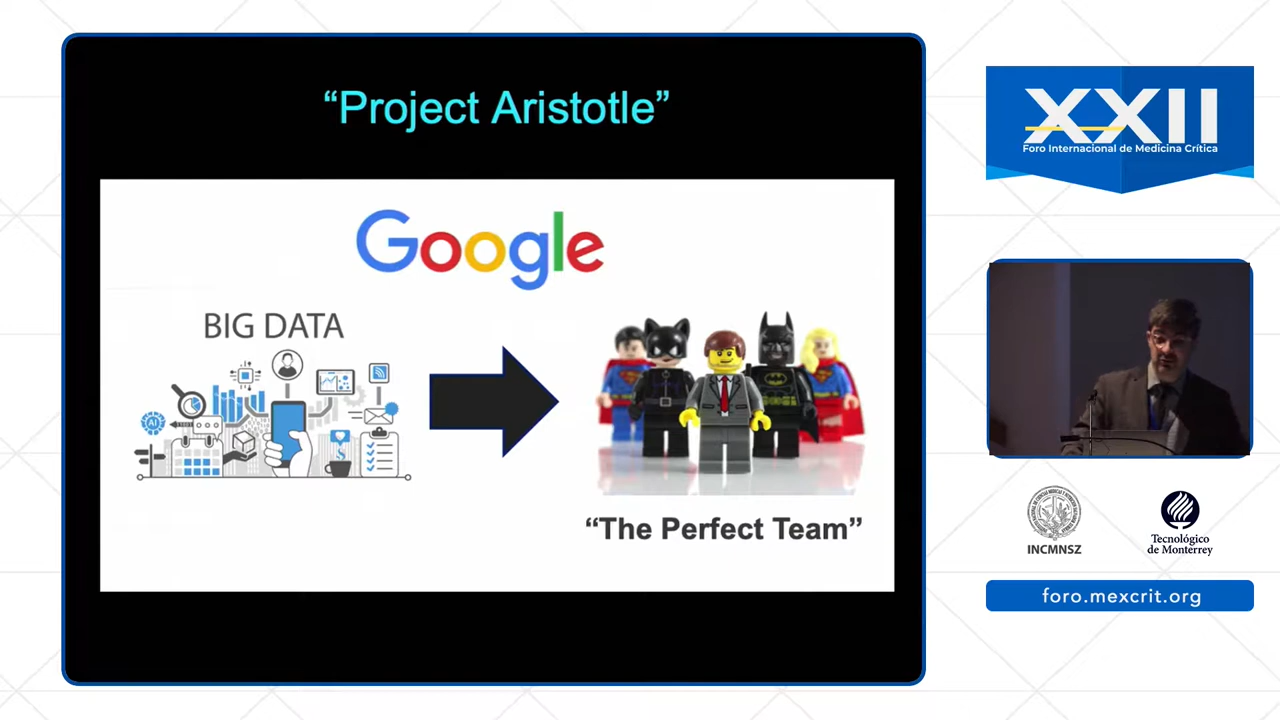 “Project Aristotle”
Google
BIG DATA
AI
“The Perfect Team”
XXII
Foro Internacional de Medicina Crítica
INCMNSZ
Tecnológico
de Monterrey
foro.mexcrit.org